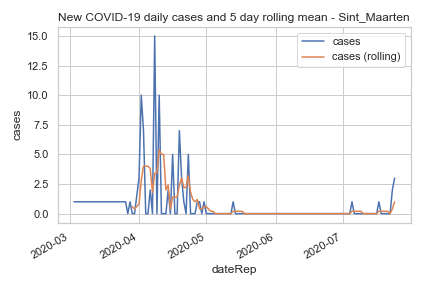 New COVID-19 daily cases and 5 day rolling mean - Sint_Maarten
cases
cases (rolling)
15.0
12.5
10.0
7.5
5.0
2.5
0.0
cases
2020-03
2020-04
2020-05
2020-06
2020-07
dateRep